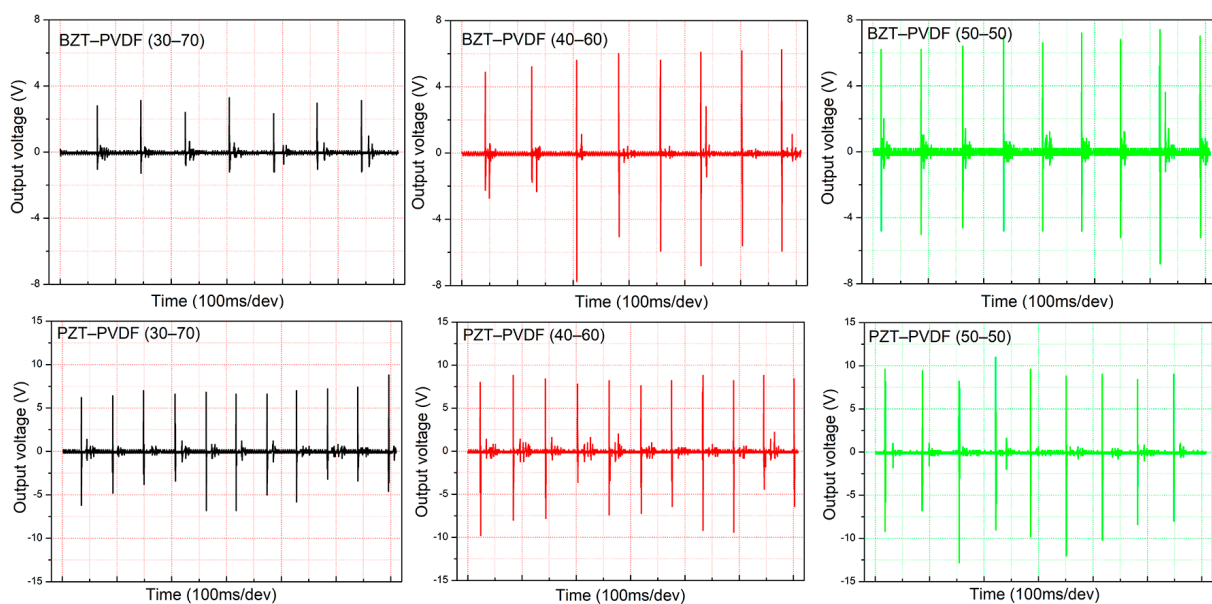 BZT–PVDF (30–70)
Output voltage (V)
8
4
0
-4
-8
Time (100ms/dev)
BZT–PVDF (40–60)
Output voltage (V)
8
4
0
-4
-8
Time (100ms/dev)
BZT–PVDF (50–50)
Output voltage (V)
8
4
0
-4
-8
Time (100ms/dev)
PZT–PVDF (30–70)
Output voltage (V)
15
10
5
0
-5
-10
-15
Time (100ms/dev)
PZT–PVDF (40–60)
Output voltage (V)
15
10
5
0
-5
-10
-15
Time (100ms/dev)
PZT–PVDF (50–50)
Output voltage (V)
15
10
5
0
-5
-10
-15
Time (100ms/dev)